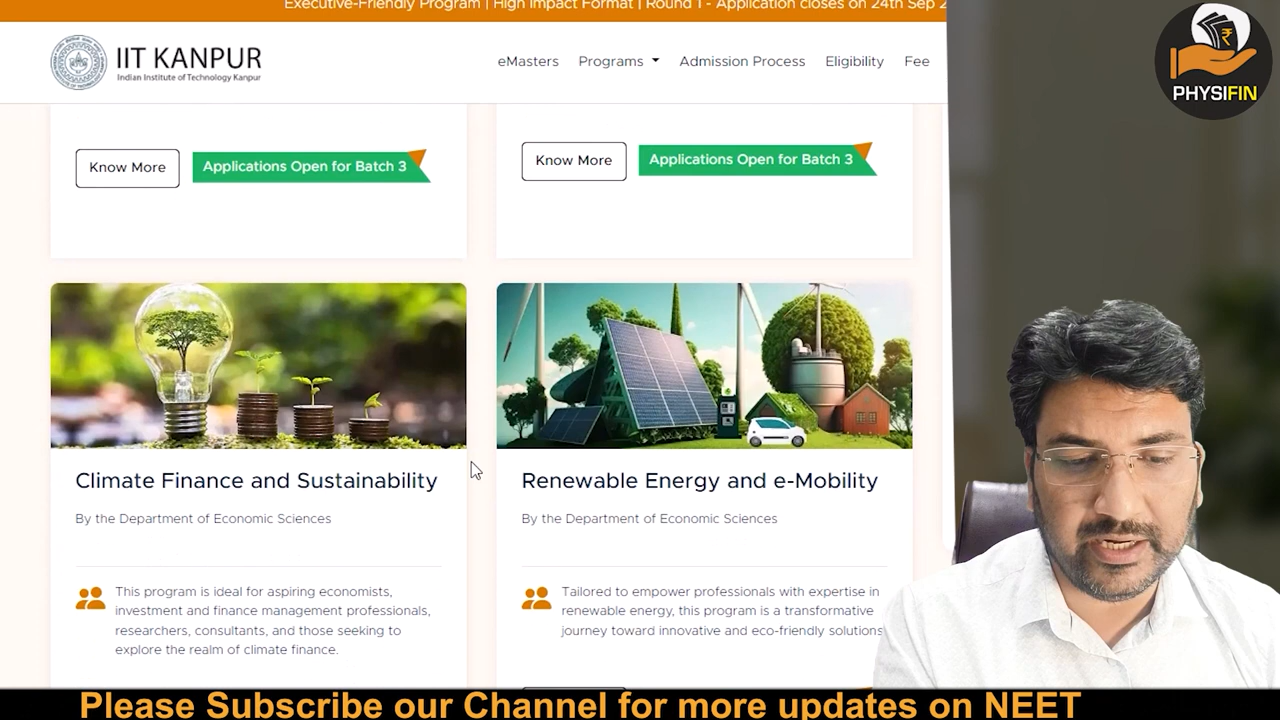 Executive-Friendly Program | High Impact Format | Round 1 - Application closes on 24th Sep 2
IIT KANPUR
Indian Institute of Technology Kanpur
eMasters Programs Admission Process Eligibility Fee
PHYSIFIN
Know More Applications Open for Batch 3
Know More Applications Open for Batch 3
Climate Finance and Sustainability
By the Department of Economic Sciences
This program is ideal for aspiring economists,
investment and finance management professionals,
researchers, consultants, and those seeking to
explore the realm of climate finance.
Renewable Energy and e-Mobility
By the Department of Economic Sciences
Tailored to empower professionals with expertise in
renewable energy, this program is a transformative
journey toward innovative and eco-friendly solutions
Please Subscribe our Channel for more updates on NEET